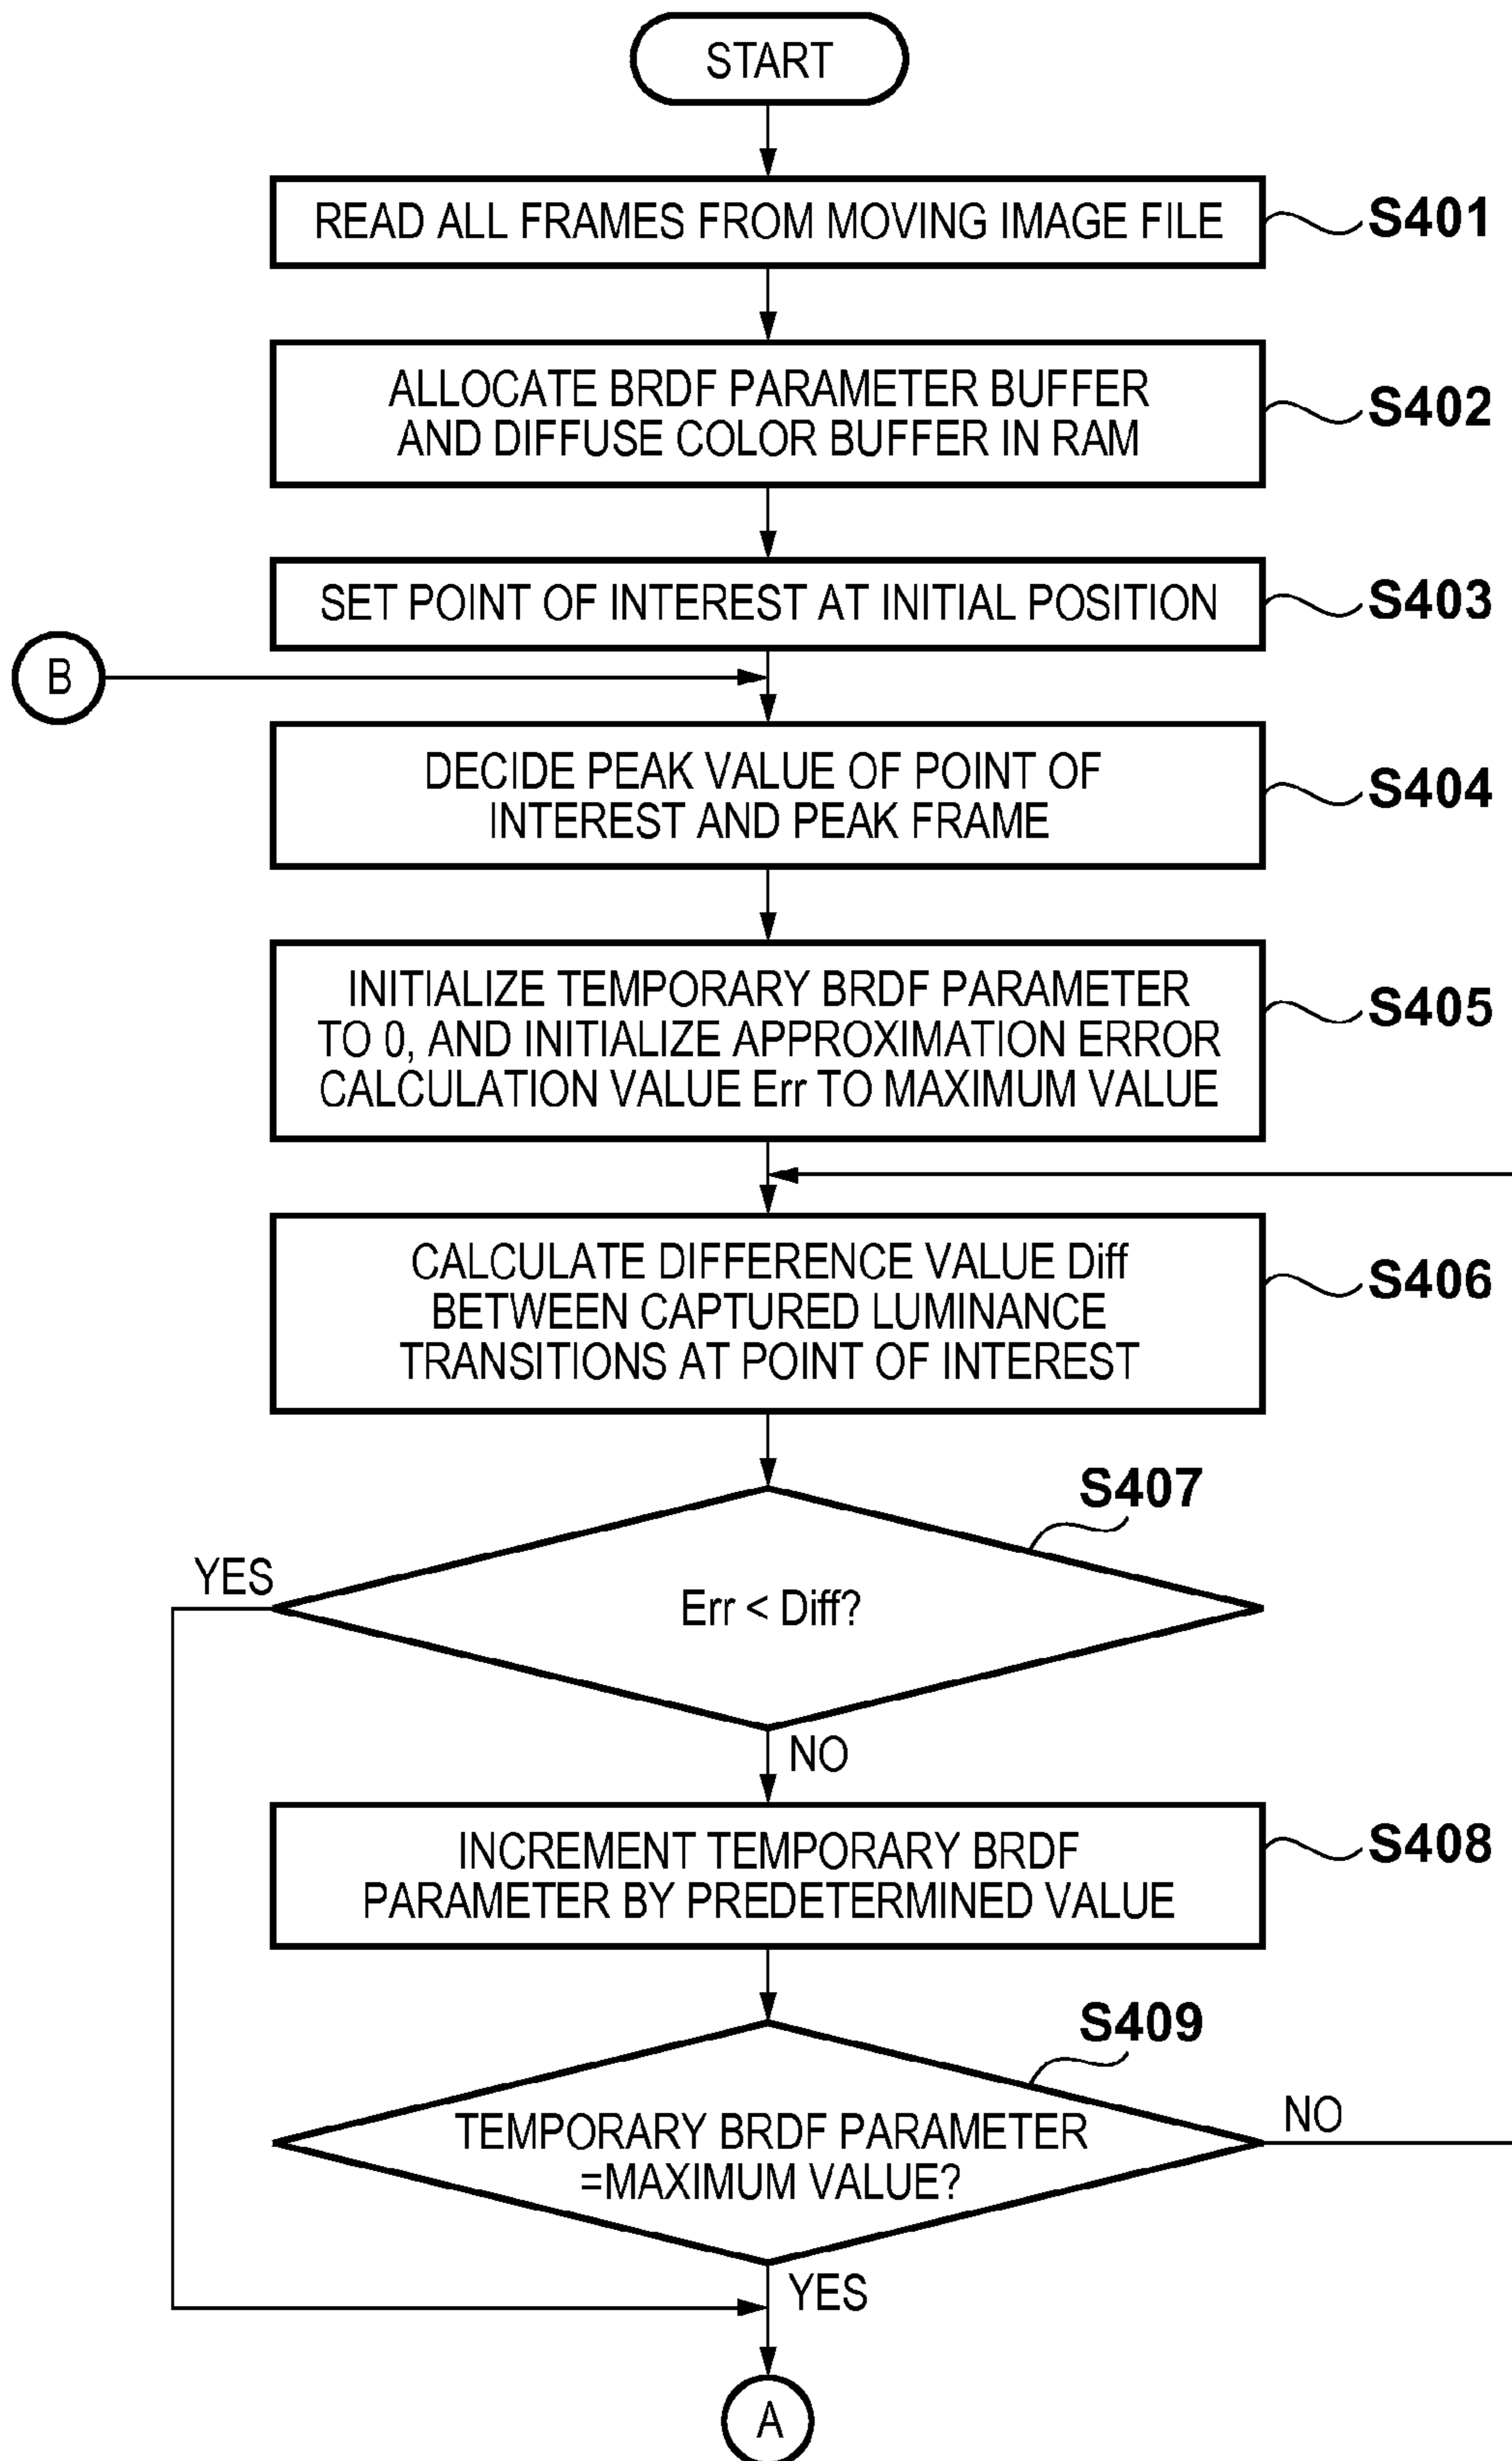 START
READ ALL FRAMES FROM MOVING IMAGE FILE
S401
ALLOCATE BRDF PARAMETER BUFFER
AND DIFFUSE COLOR BUFFER IN RAM
S402
SET POINT OF INTEREST AT INITIAL POSITION
S403
B
DECIDE PEAK VALUE OF POINT OF
INTEREST AND PEAK FRAME
S404
INITIALIZE TEMPORARY BRDF PARAMETER
TO 0, AND INITIALIZE APPROXIMATION ERROR
CALCULATION VALUE Err TO MAXIMUM VALUE
S405
CALCULATE DIFFERENCE VALUE Diff
BETWEEN CAPTURED LUMINANCE
TRANSITIONS AT POINT OF INTEREST
S406
S407
YES
Err < Diff?
NO
INCREMENT TEMPORARY BRDF
PARAMETER BY PREDETERMINED VALUE
S408
S409
TEMPORARY BRDF PARAMETER
=MAXIMUM VALUE?
NO
YES
A